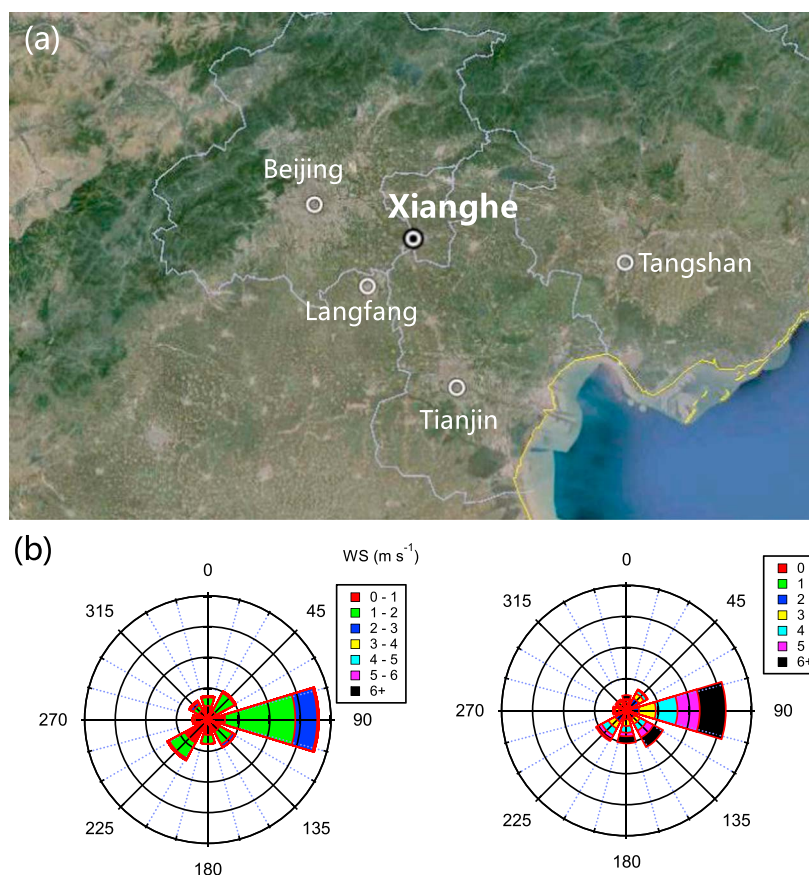 (a)
Beijing
Xianghe
Tangshan
Langfang
Tianjin
(b)
WS (m s⁻¹)
0
45
90
135
180
225
270
315
0 - 1
1 - 2
2 - 3
3 - 4
4 - 5
5 - 6
6+
0
45
90
135
180
225
270
315
0
1
2
3
4
5
6+